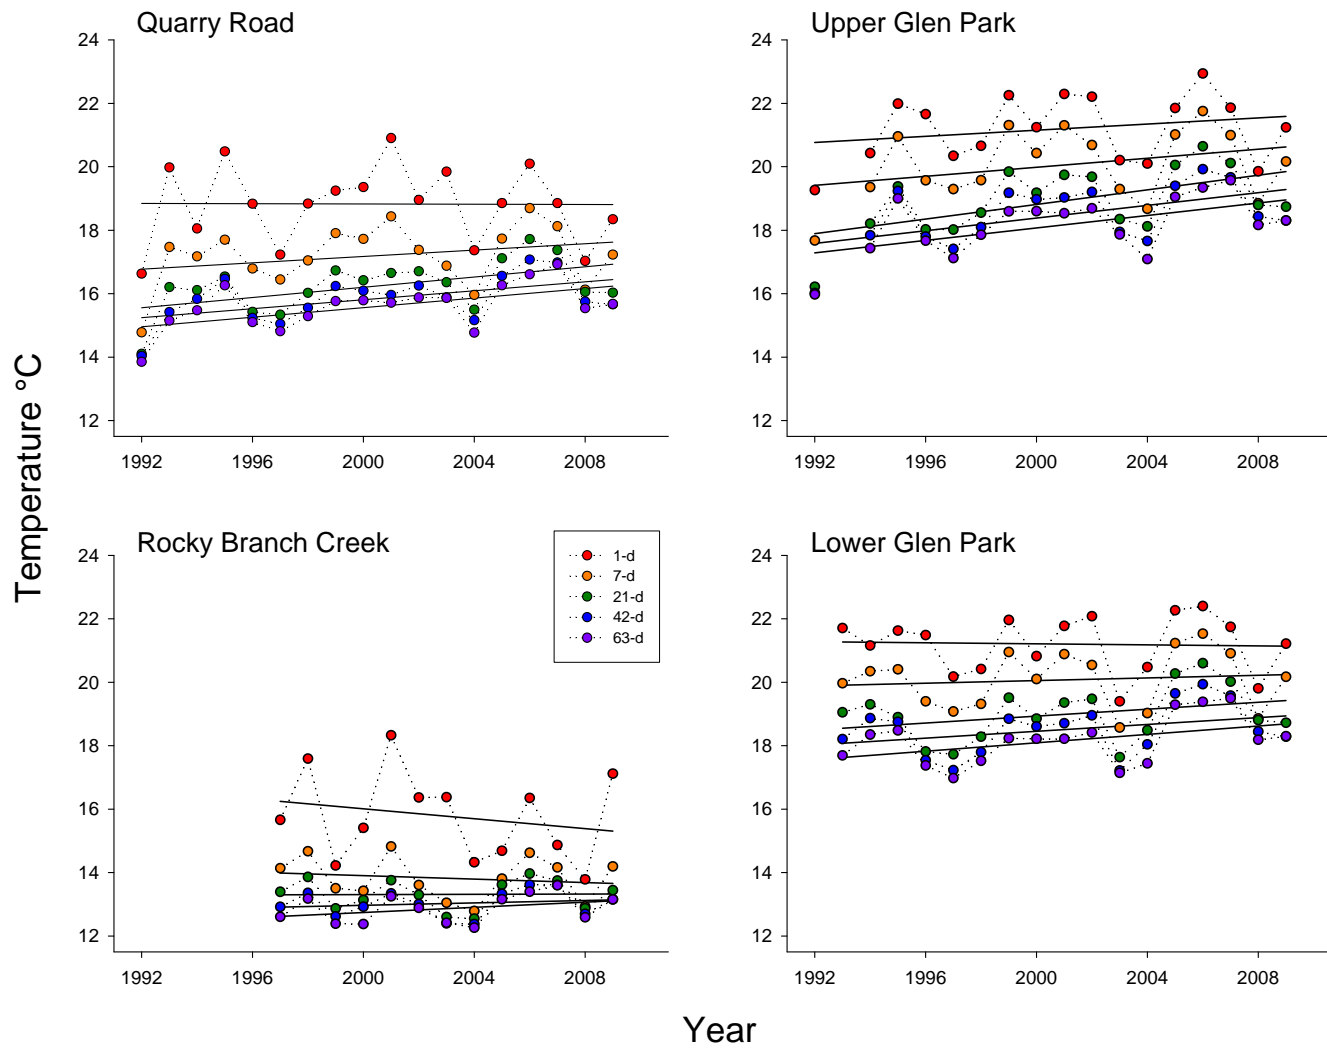 Quarry Road
24
22
20
18
16
14
12
1992 1996 2000 2004 2008
Upper Glen Park
24
22
20
18
16
14
12
1992 1996 2000 2004 2008
Temperature °C
Rocky Branch Creek
24
22
20
18
16
14
12
1992 1996 2000 2004 2008
1-d
7-d
21-d
42-d
63-d
Lower Glen Park
24
22
20
18
16
14
12
1992 1996 2000 2004 2008
Year